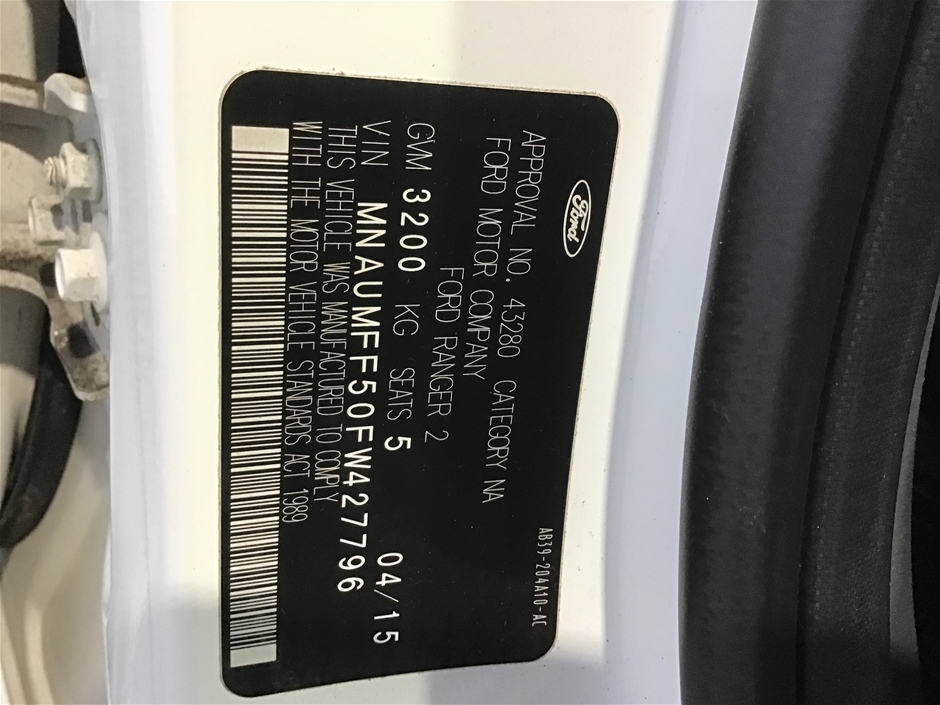 Ford
AB39-204A10-AC
APPROVAL NO. 43280 CATEGORY NA
FORD MOTOR COMPANY
FORD RANGER 2
GVM 3200 KG SEATS 5 04/15
VIN MNAUMFF50FW427796
THIS VEHICLE WAS MANUFACTURED TO COMPLY
WITH THE MOTOR VEHICLE STANDARDS ACT 1989